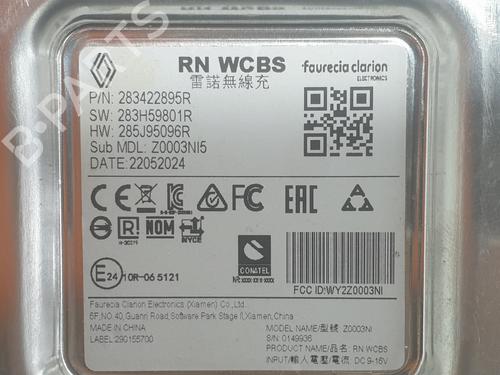 RN WCBS
雷諾無線充
faurecia clarion
ELECTRONICS
P/N: 283422895R
SW: 283H59801R
HW: 285J95096R
Sub MDL: Z0003NI5
DATE:22052024
CE FC EAC
R NOM NYCE
CONATEL
E24 10R-06 5121
FCC ID:WY2Z0003NI
Faurecia Clarion Electronics (Xiamen) Co.,Ltd.
6F,NO.40,Guanri Road,Software Park Stage II,Xiamen,China
MADE IN CHINA
LABEL:290155700
MODEL NAME/型號 Z0003NI
S/N 0149936
PRODUCT NAME/品名: RN WCBS
INPUT/輸入電壓/電流 DC 9-16V
B-PARTS